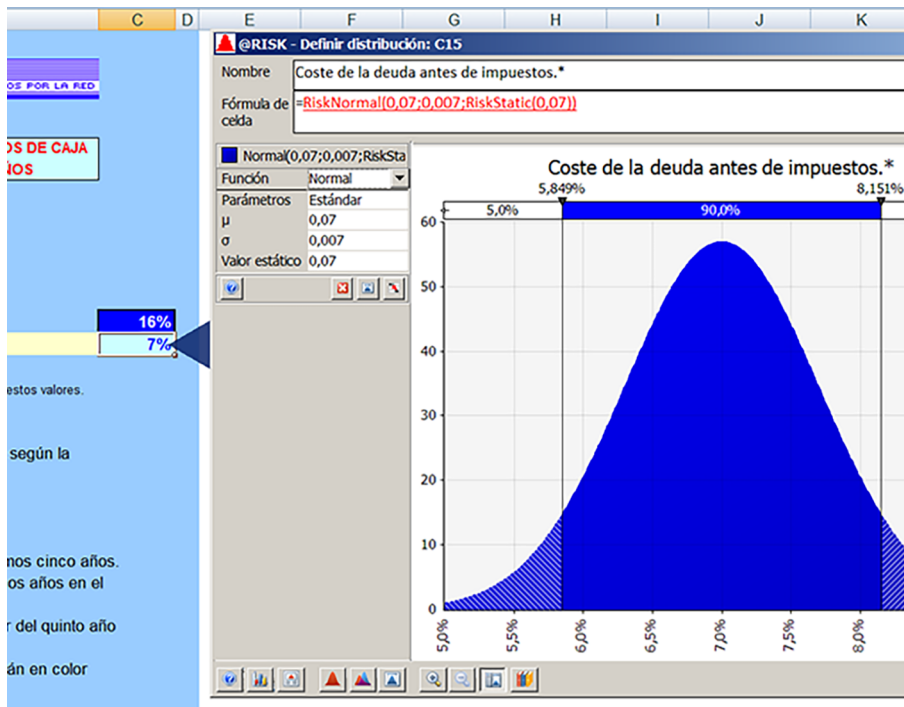 C D E F G H I J K
OS POR LA RED
OS DE CAJA
ÑOS
16%
7%
estos valores.
según la
mos cinco años.
os años en el
r del quinto año
án en color
@RISK - Definir distribución: C15
Nombre Coste de la deuda antes de impuestos.*
Fórmula de celda =RiskNormal(0,07;0,007;RiskStatic(0,07))
Normal(0,07;0,007;RiskSta
Función Normal
Parámetros Estándar
μ 0,07
σ 0,007
Valor estático 0,07
Coste de la deuda antes de impuestos.*
5,849% 8,151%
5,0% 90,0%
60
50
40
30
20
10
0
5,0% 5,5% 6,0% 6,5% 7,0% 7,5% 8,0%